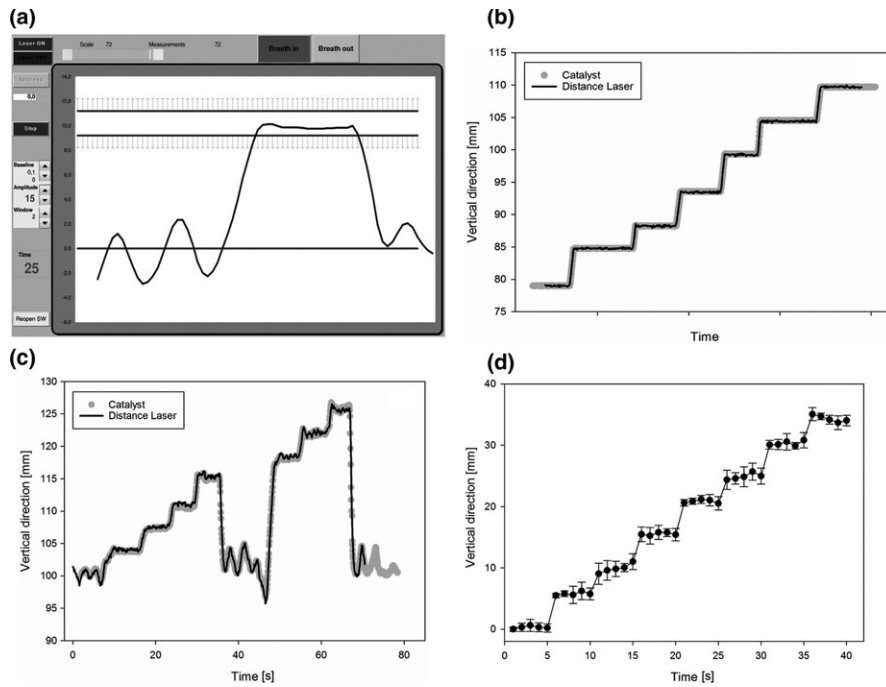 (a)
Laser ON
Scale 72 Measurements 72
Breath in
Breath out
0,0
Stop
Baseline
0,1
0
Amplitude
15
Window
2
Time
25
Reopen SW
14,0
12,0
10,0
8,0
6,0
4,0
2,0
0,0
-2,0
-4,0
-6,0
(b)
115
110
105
100
95
90
85
80
75
Vertical direction [mm]
Catalyst
Distance Laser
Time
(c)
130
125
120
115
110
105
100
95
90
Vertical direction [mm]
Catalyst
Distance Laser
0 20 40 60 80
Time [s]
(d)
40
30
20
10
0
Vertical direction [mm]
0 5 10 15 20 25 30 35 40
Time [s]